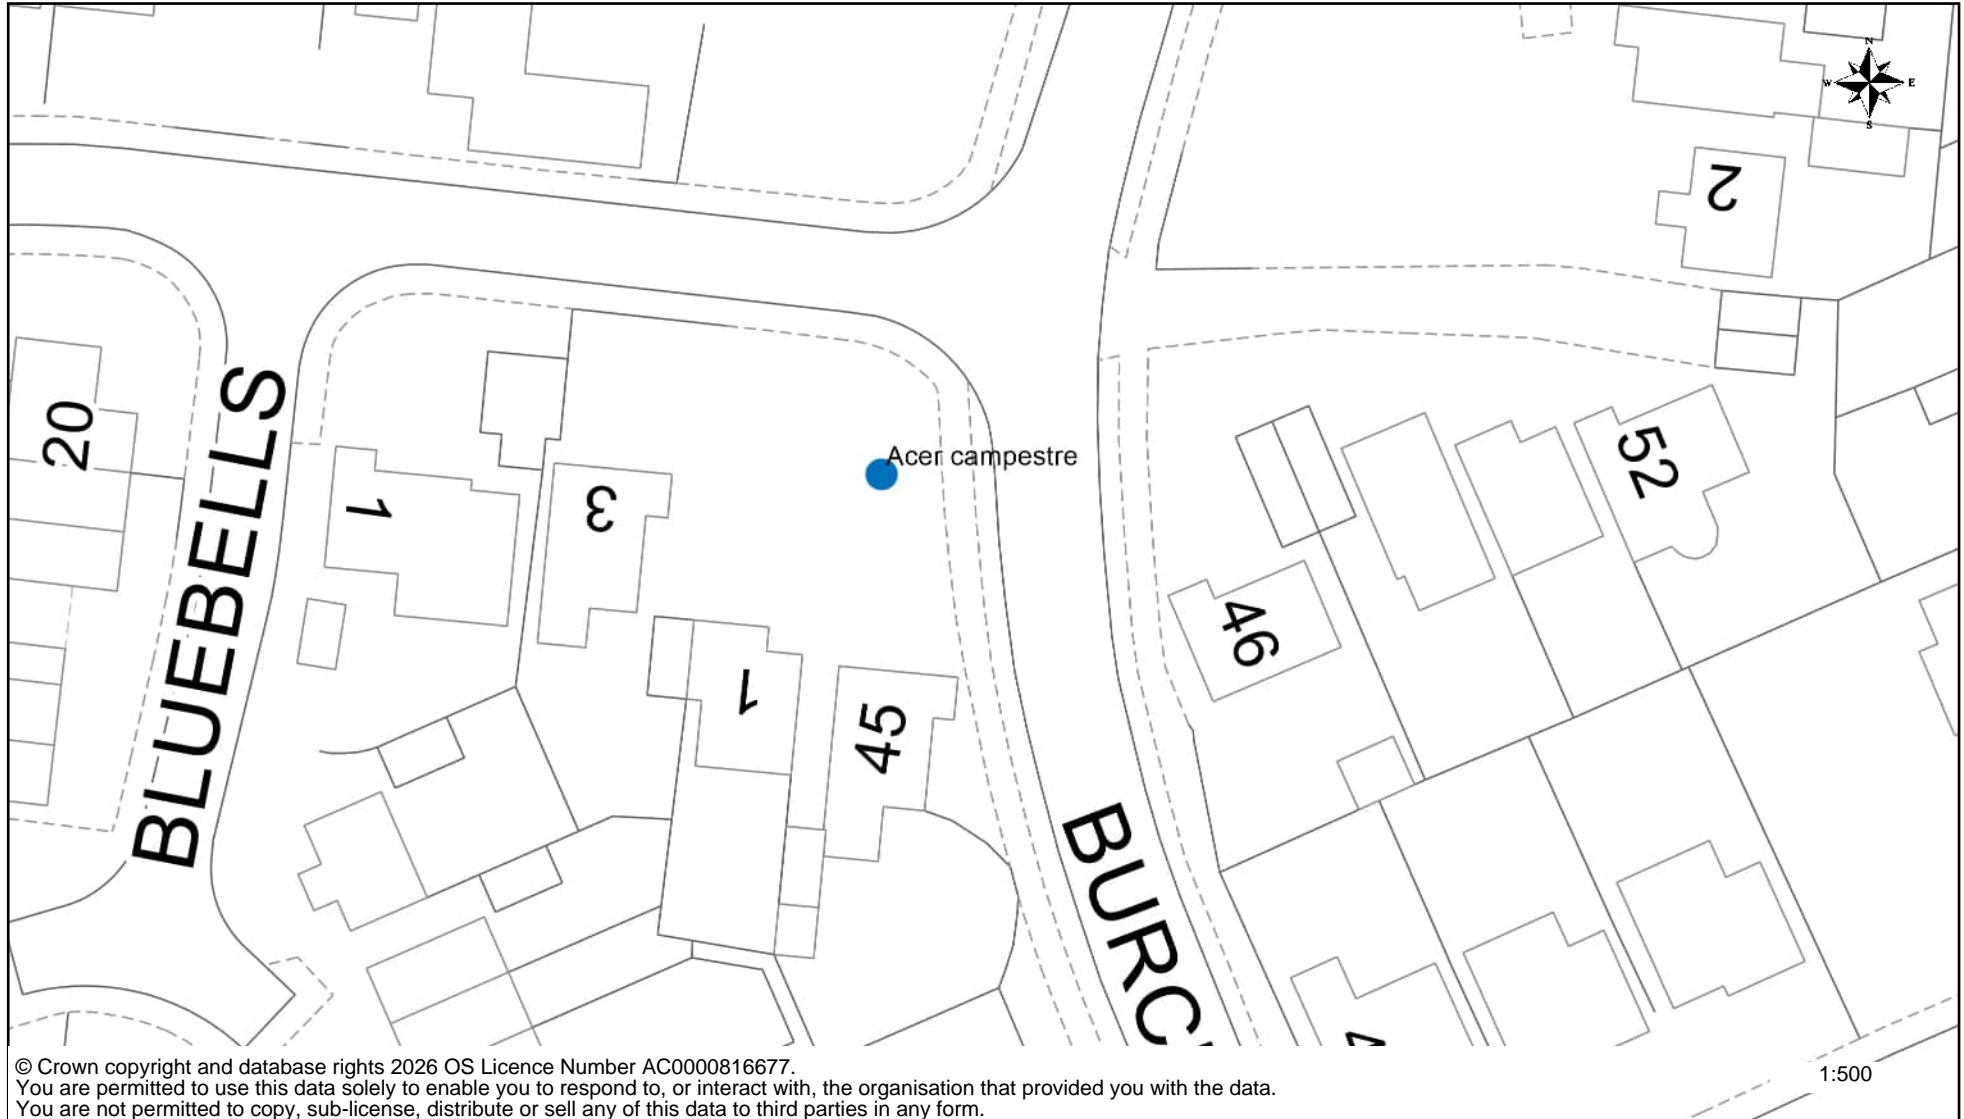 N
W E
S
2
BLUEBELLS
20
Acer campestre
1
3
52
46
1
45
BURC
4
© Crown copyright and database rights 2026 OS Licence Number AC0000816677.
1:500
You are permitted to use this data solely to enable you to respond to, or interact with, the organisation that provided you with the data.
You are not permitted to copy, sub-license, distribute or sell any of this data to third parties in any form.